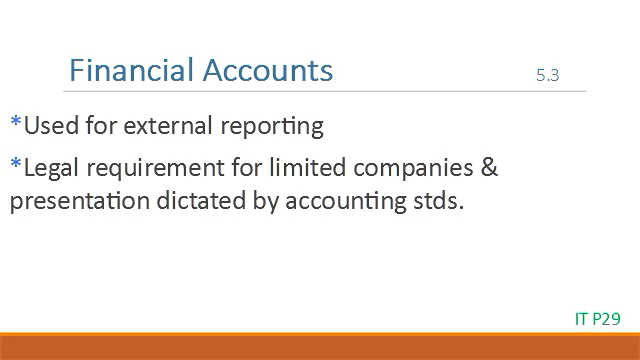 Financial Accounts 5.3
*Used for external reporting
*Legal requirement for limited companies &
presentation dictated by accounting stds.
IT P29